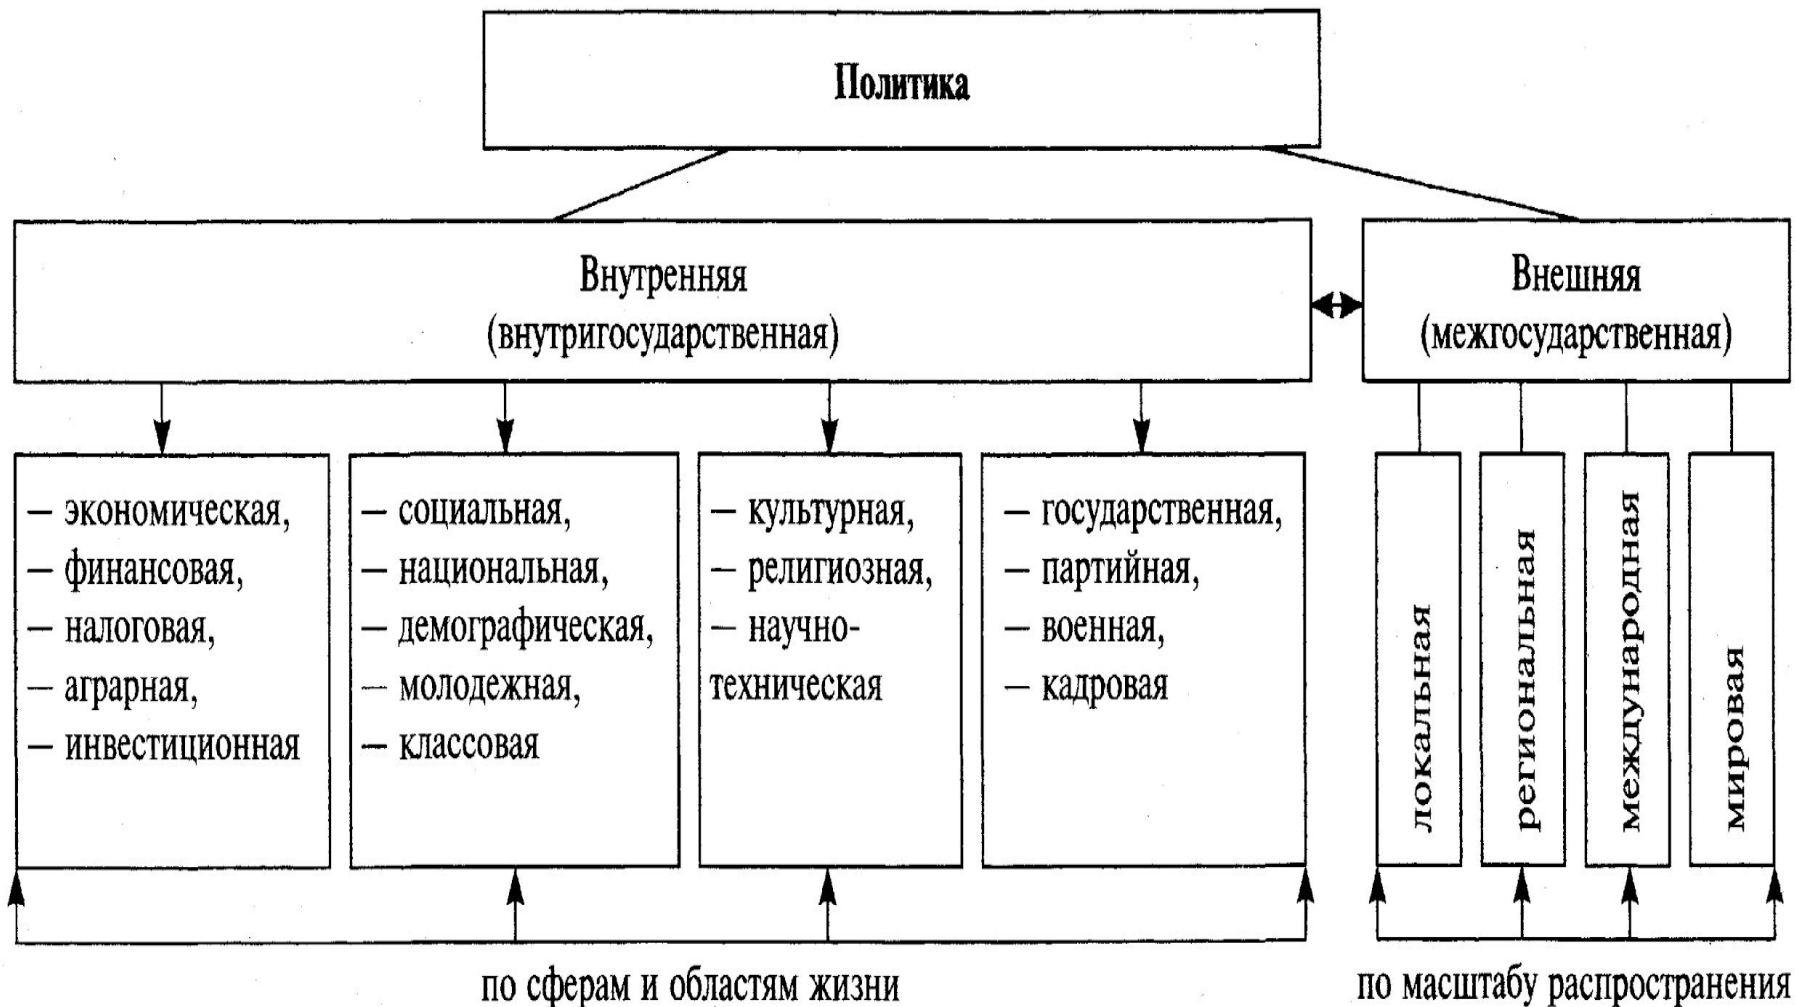 Политика
Внутренняя
(внутригосударственная)
Внешняя
(межгосударственная)
— экономическая,
— финансовая,
— налоговая,
— аграрная,
— инвестиционная
— социальная,
— национальная,
— демографическая,
— молодежная,
— классовая
— культурная,
— религиозная,
— научно-
техническая
— государственная,
— партийная,
— военная,
— кадровая
локальная
региональная
международная
мировая
по сферам и областям жизни
по масштабу распространения